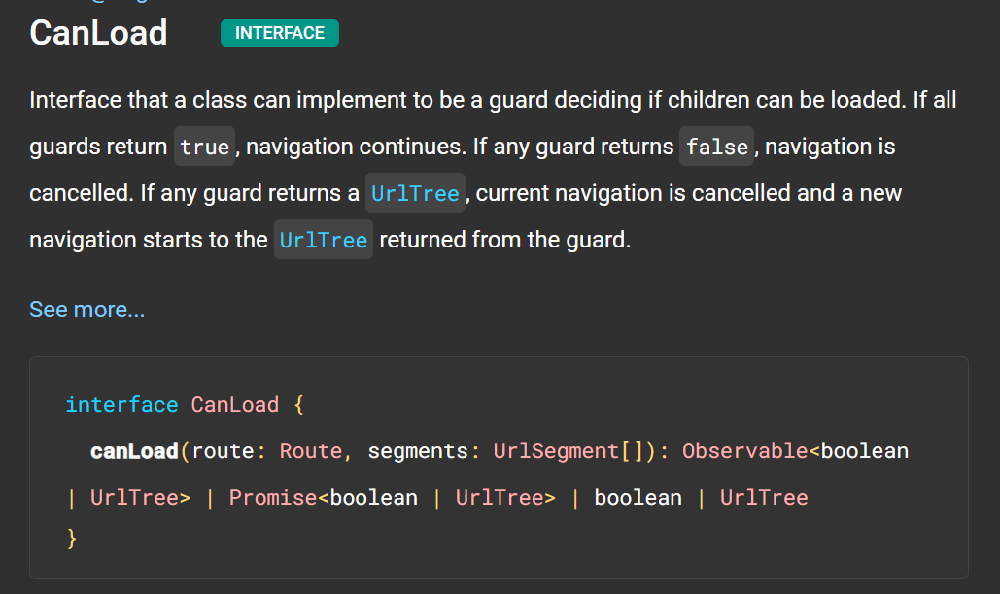 CanLoad INTERFACE
Interface that a class can implement to be a guard deciding if children can be loaded. If all
guards return true, navigation continues. If any guard returns false, navigation is
cancelled. If any guard returns a UrlTree, current navigation is cancelled and a new
navigation starts to the UrlTree returned from the guard.
See more...
interface CanLoad {
canLoad(route: Route, segments: UrlSegment[]): Observable<boolean
| UrlTree> | Promise<boolean | UrlTree> | boolean | UrlTree
}